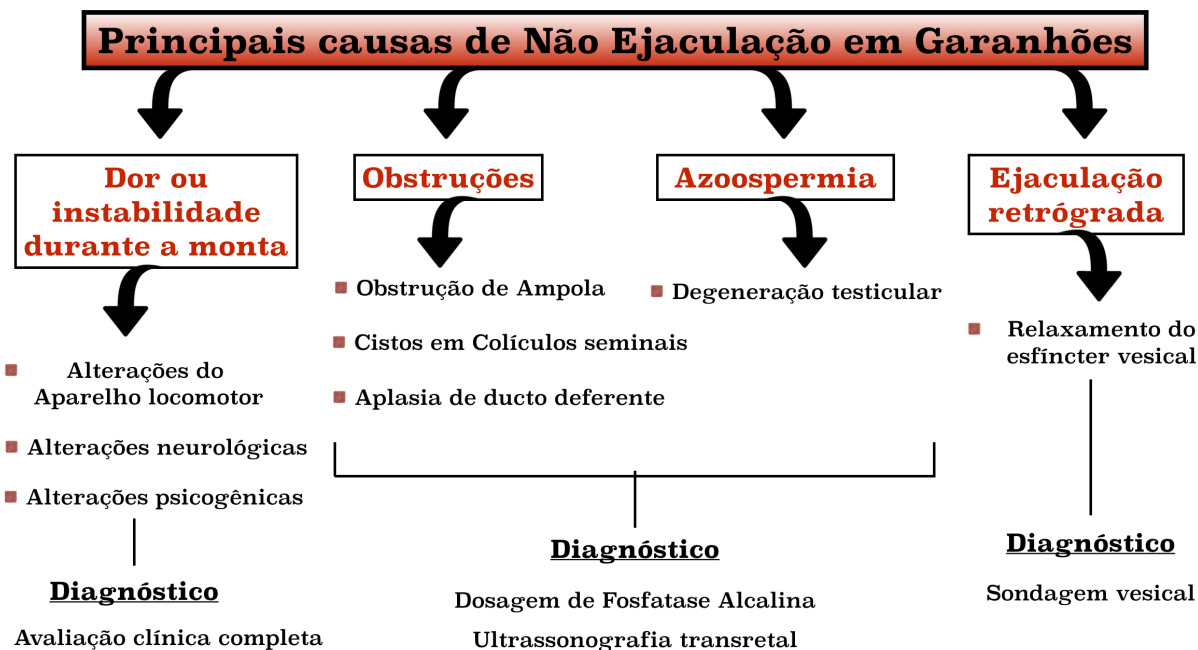 Principais causas de Não Ejaculação em Garanhões
Dor ou
instabilidade
durante a monta
Alterações do
Aparelho locomotor
Alterações neurológicas
Alterações psicogênicas
Diagnóstico
Avaliação clínica completa
Obstruções
Obstrução de Ampola
Cistos em Colículos seminais
Aplasia de ducto deferente
Azoospermia
Degeneração testicular
Diagnóstico
Dosagem de Fosfatase Alcalina
Ultrassonografia transretal
Ejaculação
retrógrada
Relaxamento do
esfíncter vesical
Diagnóstico
Sondagem vesical